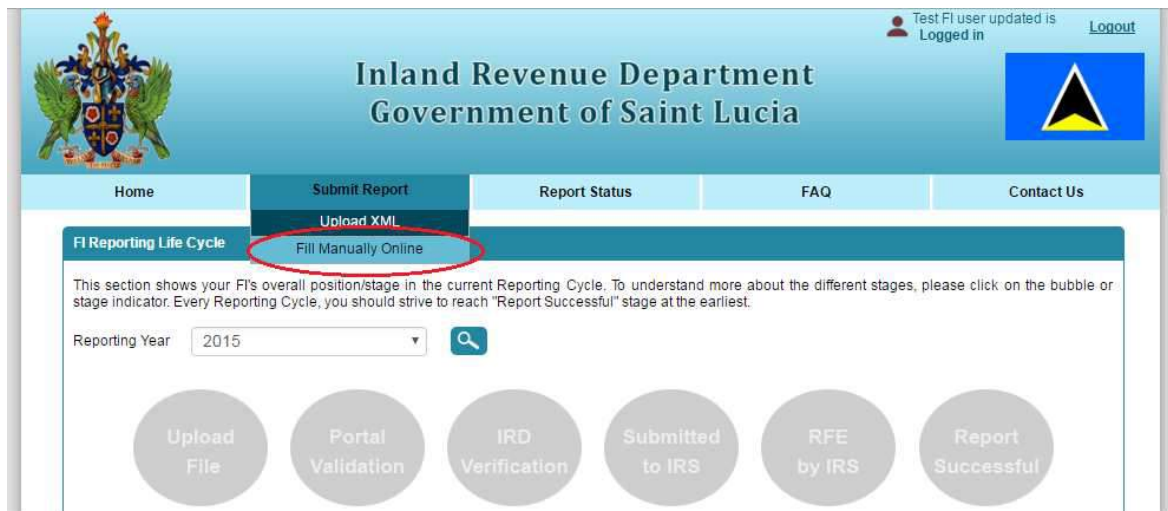 Test FI user updated is
Logged in
Logout
Inland Revenue Department
Government of Saint Lucia
Home
Submit Report
Report Status
FAQ
Contact Us
Upload XML
Fill Manually Online
FI Reporting Life Cycle
This section shows your FI's overall position/stage in the current Reporting Cycle. To understand more about the different stages, please click on the bubble or
stage indicator. Every Reporting Cycle, you should strive to reach "Report Successful" stage at the earliest.
Reporting Year
2015
Upload
File
Portal
Validation
IRD
Verification
Submitted
to IRS
RFE
by IRS
Report
Successful